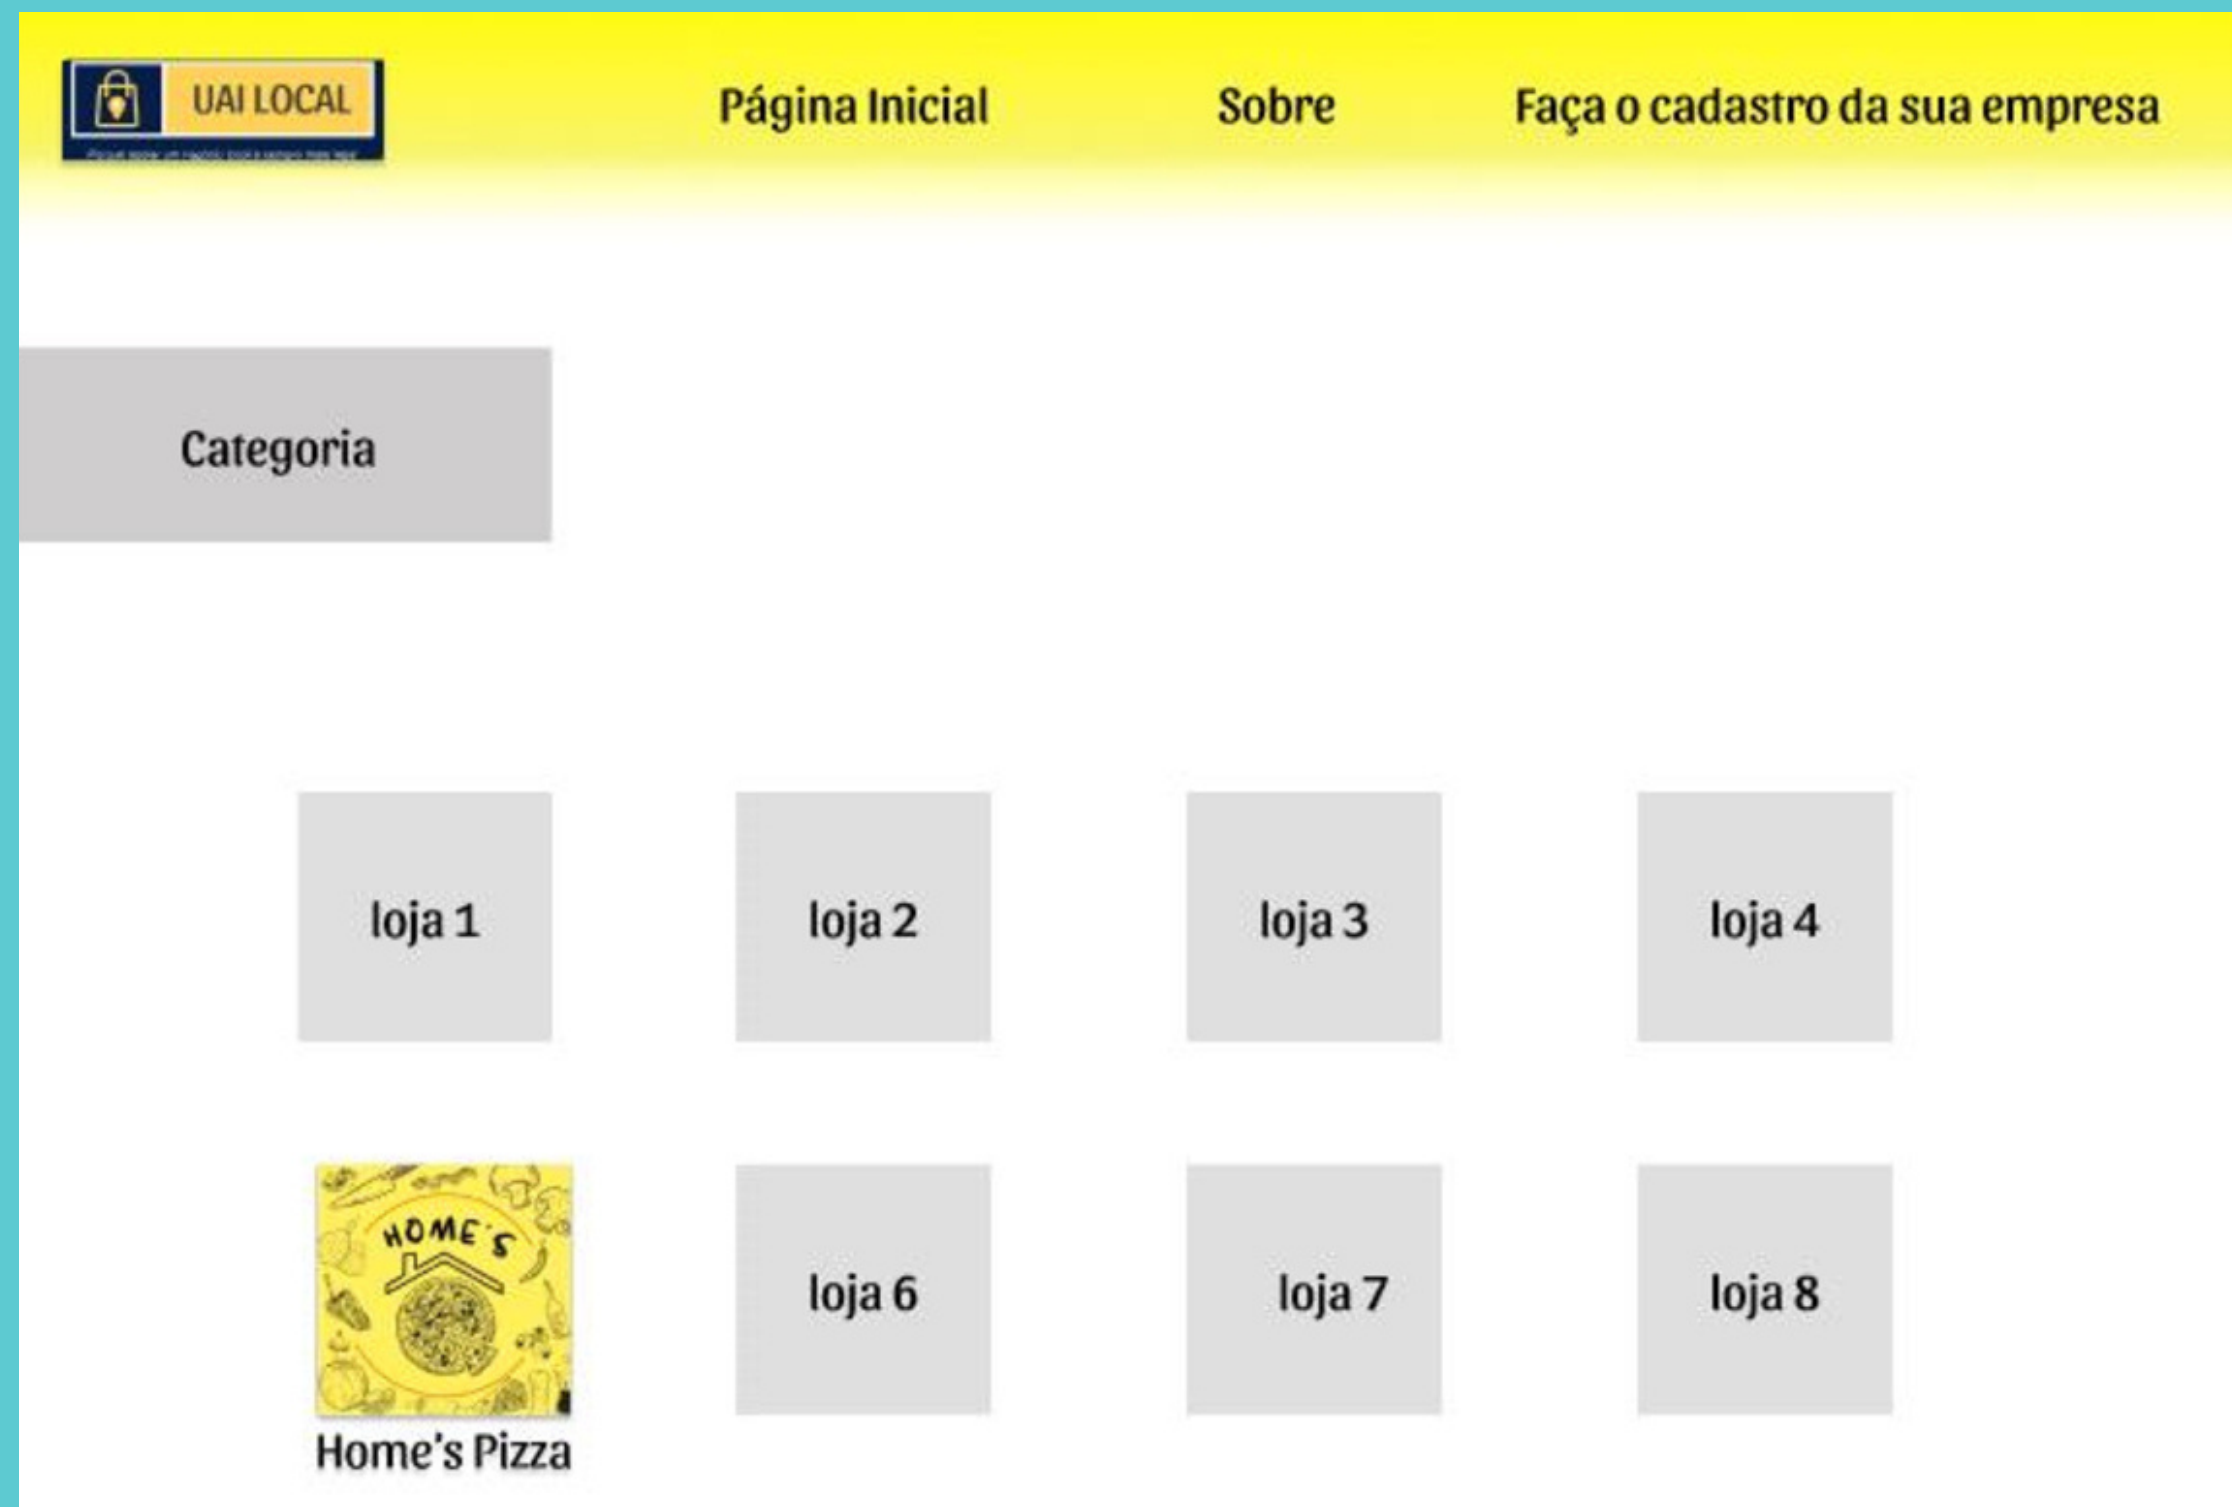 UAI LOCAL
Página Inicial
Sobre
Faça o cadastro da sua empresa
Categoria
loja 1
loja 2
loja 3
loja 4
HOME'S
loja 6
loja 7
loja 8
Home's Pizza